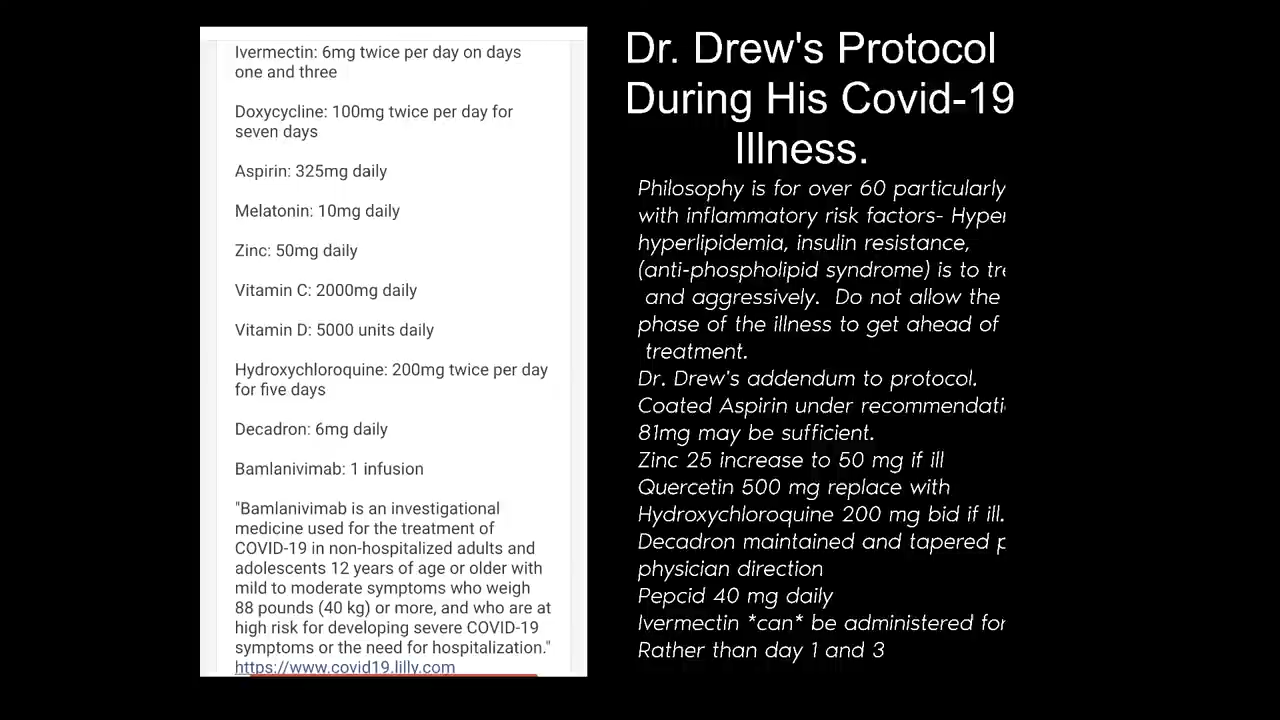 Ivermectin: 6mg twice per day on days
one and three
Doxycycline: 100mg twice per day for
seven days
Aspirin: 325mg daily
Melatonin: 10mg daily
Zinc: 50mg daily
Vitamin C: 2000mg daily
Vitamin D: 5000 units daily
Hydroxychloroquine: 200mg twice per day
for five days
Decadron: 6mg daily
Bamlanivimab: 1 infusion
"Bamlanivimab is an investigational
medicine used for the treatment of
COVID-19 in non-hospitalized adults and
adolescents 12 years of age or older with
mild to moderate symptoms who weigh
88 pounds (40 kg) or more, and who are at
high risk for developing severe COVID-19
symptoms or the need for hospitalization."
https://www.covid19.lilly.com
Dr. Drew's Protocol
During His Covid-19
Illness.
Philosophy is for over 60 particularly
with inflammatory risk factors-
hyperlipidemia, insulin resistance,
(anti-phospholipid syndrome) is to
and aggressively. Do not allow the
phase of the illness to get ahead of
treatment.
Dr. Drew's addendum to protocol.
Coated Aspirin under
81mg may be sufficient.
Zinc 25 increase to 50 mg if ill
Quercetin 500 mg replace with
Hydroxychloroquine 200 mg bid if ill.
Decadron maintained and tapered
physician direction
Pepcid 40 mg daily
Ivermectin *can* be administered for
Rather than day 1 and 3